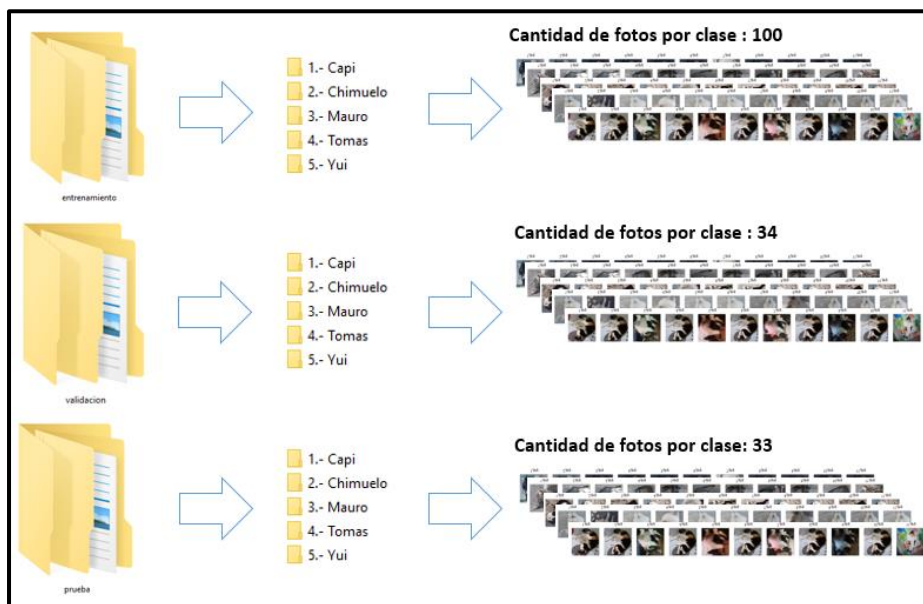 Cantidad de fotos por clase : 100
1.- Capi
2.- Chimuelo
3.- Mauro
4.- Tomas
5.- Yui
entrenamiento
Cantidad de fotos por clase : 34
1.- Capi
2.- Chimuelo
3.- Mauro
4.- Tomas
5.- Yui
validacion
Cantidad de fotos por clase: 33
1.- Capi
2.- Chimuelo
3.- Mauro
4.- Tomas
5.- Yui
prueba